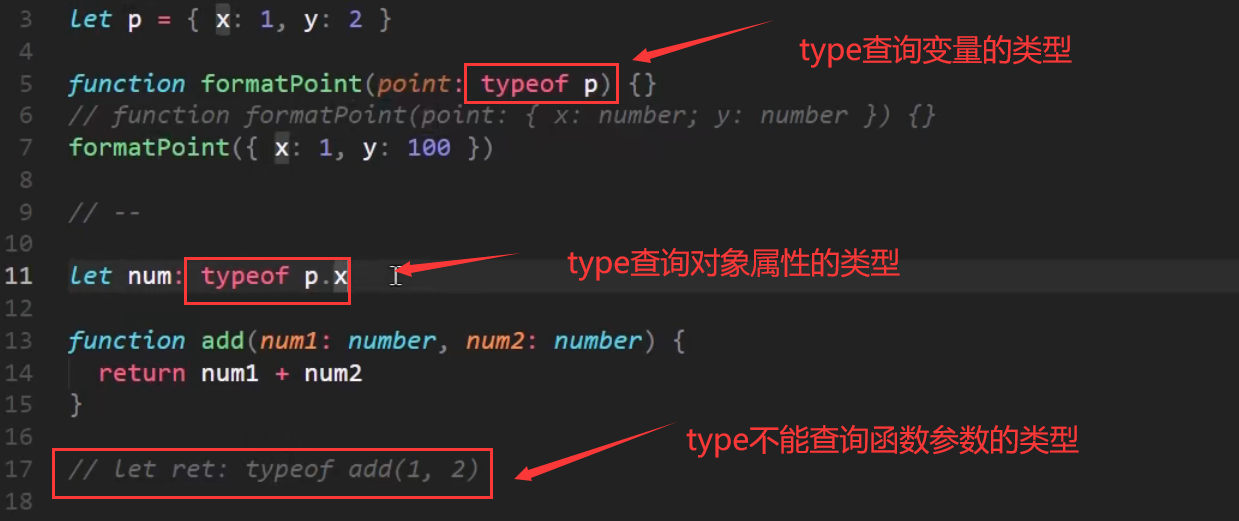 3 let p = { x: 1, y: 2 }
4
type查询变量的类型
5 function formatPoint(point: typeof p) {}
6 // function formatPoint(point: { x: number; y: number }) {}
7 formatPoint({ x: 1, y: 100 })
8
9 // --
10
type查询对象属性的类型
11 let num: typeof p.x
12
13 function add(num1: number, num2: number) {
14 return num1 + num2
15 }
16
type不能查询函数参数的类型
17 // let ret: typeof add(1, 2)
18